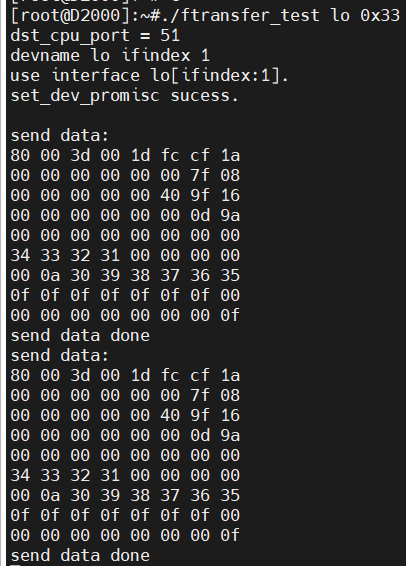 [root@D2000]:~#./ftransfer_test lo 0x33
dst_cpu_port = 51
devname lo ifindex 1
use interface lo[ifindex:1].
set_dev_promisc sucess.
send data:
80 00 3d 00 1d fc cf 1a
00 00 00 00 00 00 7f 08
00 00 00 00 00 40 9f 16
00 00 00 00 00 00 0d 9a
00 00 00 00 00 00 00 00
34 33 32 31 00 00 00 00
00 0a 30 39 38 37 36 35
0f 0f 0f 0f 0f 0f 0f 00
00 00 00 00 00 00 00 0f
send data done
send data:
80 00 3d 00 1d fc cf 1a
00 00 00 00 00 00 7f 08
00 00 00 00 00 40 9f 16
00 00 00 00 00 00 0d 9a
00 00 00 00 00 00 00 00
34 33 32 31 00 00 00 00
00 0a 30 39 38 37 36 35
0f 0f 0f 0f 0f 0f 0f 00
00 00 00 00 00 00 00 0f
send data done